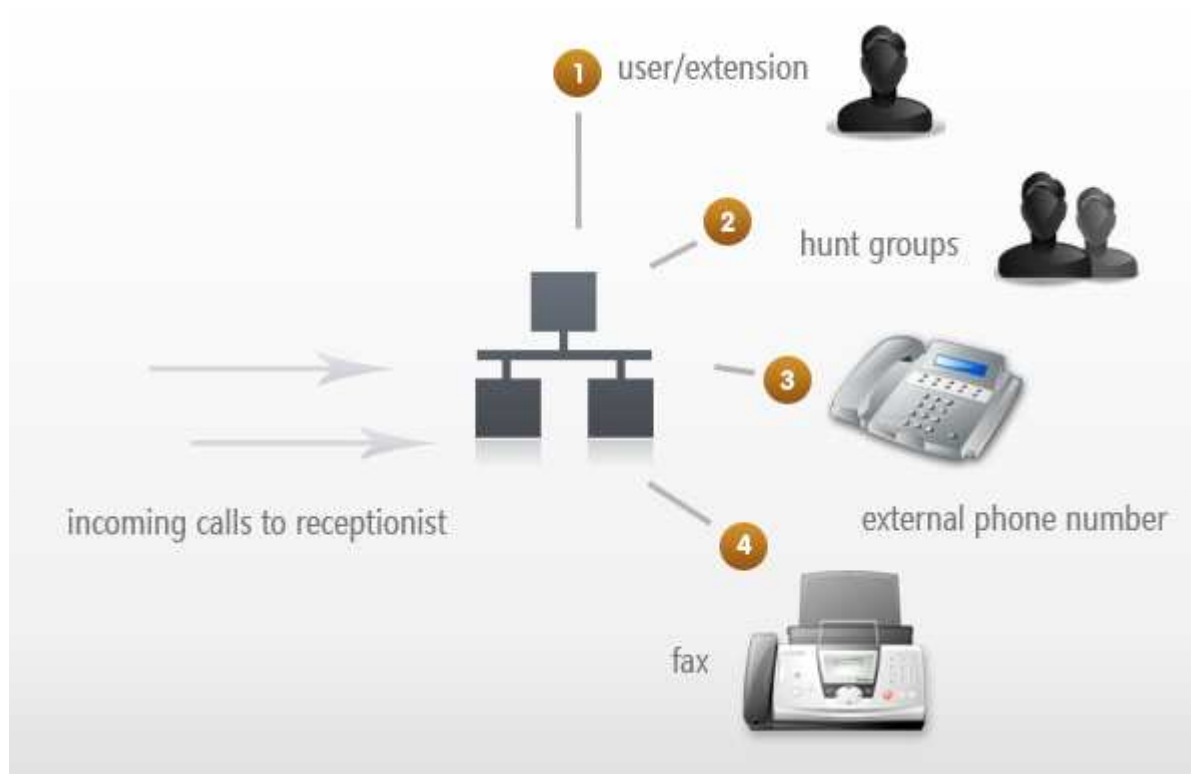 1 user/extension
2 hunt groups
3
external phone number
incoming calls to receptionist
4
fax